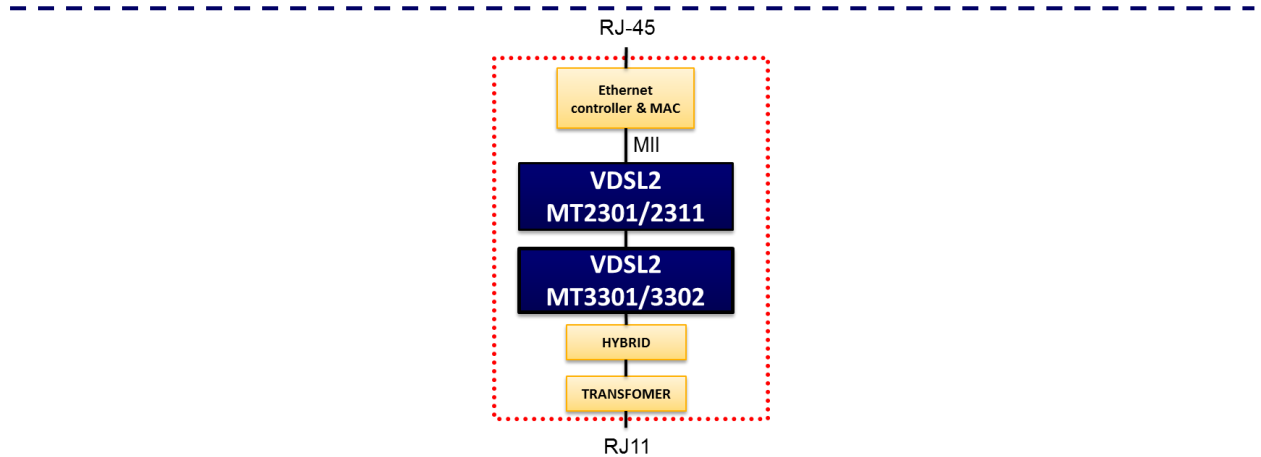 RJ-45
Ethernet
controller & MAC
MII
VDSL2
MT2301/2311
VDSL2
MT3301/3302
HYBRID
TRANSFOMER
RJ11